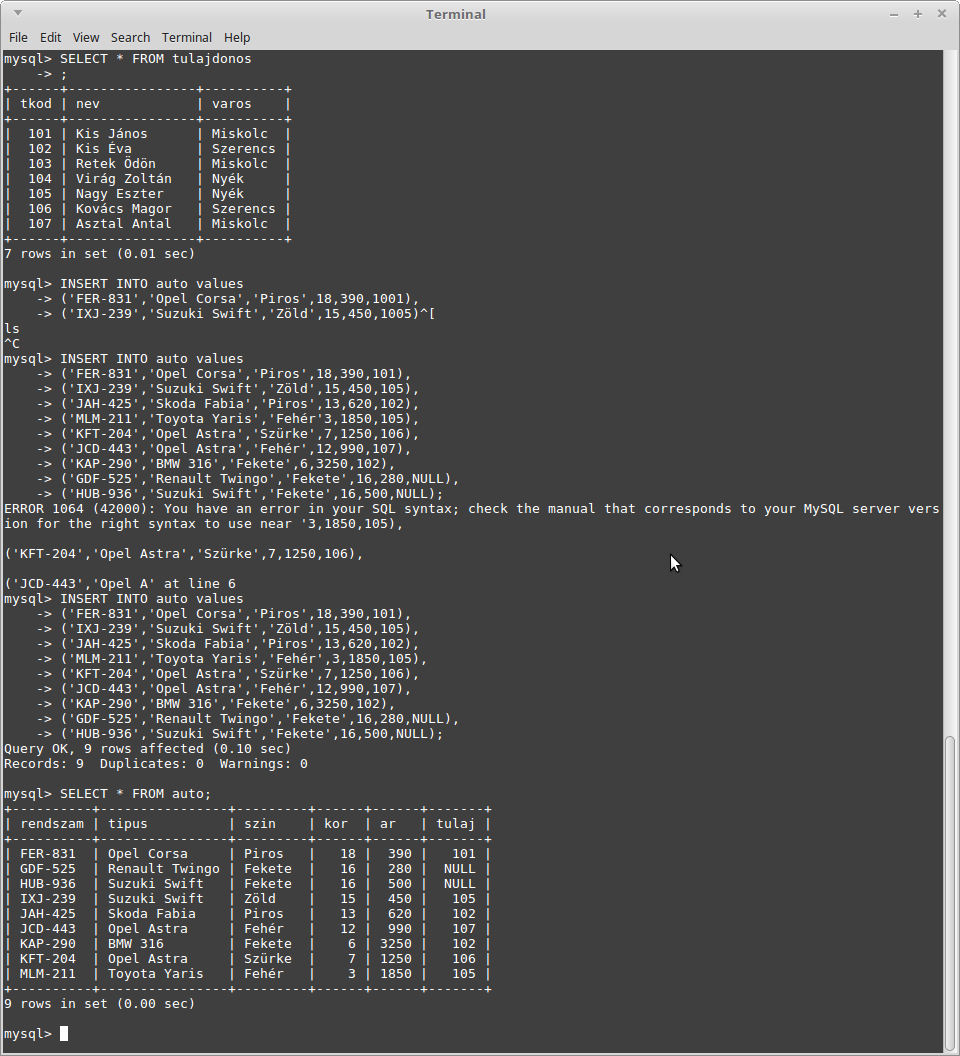 Terminal
File Edit View Search Terminal Help
mysql> SELECT * FROM tulajdonos
    -> ;
+------+----------------+----------+
| tkod | nev            | varos    |
+------+----------------+----------+
|  101 | Kis János      | Miskolc  |
|  102 | Kis Éva        | Szerencs |
|  103 | Retek Ödön     | Miskolc  |
|  104 | Virág Zoltán   | Nyék     |
|  105 | Nagy Eszter    | Nyék     |
|  106 | Kovács Magor   | Szerencs |
|  107 | Asztal Antal   | Miskolc  |
+------+----------------+----------+
7 rows in set (0.01 sec)

mysql> INSERT INTO auto values
    -> ('FER-831','Opel Corsa','Piros',18,390,1001),
    -> ('IXJ-239','Suzuki Swift','Zöld',15,450,1005)^[
ls
^C
mysql> INSERT INTO auto values
    -> ('FER-831','Opel Corsa','Piros',18,390,101),
    -> ('IXJ-239','Suzuki Swift','Zöld',15,450,105),
    -> ('JAH-425','Skoda Fabia','Piros',13,620,102),
    -> ('MLM-211','Toyota Yaris','Fehér'3,1850,105),
    -> ('KFT-204','Opel Astra','Szürke',7,1250,106),
    -> ('JCD-443','Opel Astra','Fehér',12,990,107),
    -> ('KAP-290','BMW 316','Fekete',6,3250,102),
    -> ('GDF-525','Renault Twingo','Fekete',16,280,NULL),
    -> ('HUB-936','Suzuki Swift','Fekete',16,500,NULL);
ERROR 1064 (42000): You have an error in your SQL syntax; check the manual that corresponds to your MySQL server vers
ion for the right syntax to use near '3,1850,105),

('KFT-204','Opel Astra','Szürke',7,1250,106),

('JCD-443','Opel A' at line 6
mysql> INSERT INTO auto values
    -> ('FER-831','Opel Corsa','Piros',18,390,101),
    -> ('IXJ-239','Suzuki Swift','Zöld',15,450,105),
    -> ('JAH-425','Skoda Fabia','Piros',13,620,102),
    -> ('MLM-211','Toyota Yaris','Fehér',3,1850,105),
    -> ('KFT-204','Opel Astra','Szürke',7,1250,106),
    -> ('JCD-443','Opel Astra','Fehér',12,990,107),
    -> ('KAP-290','BMW 316','Fekete',6,3250,102),
    -> ('GDF-525','Renault Twingo','Fekete',16,280,NULL),
    -> ('HUB-936','Suzuki Swift','Fekete',16,500,NULL);
Query OK, 9 rows affected (0.10 sec)
Records: 9  Duplicates: 0  Warnings: 0

mysql> SELECT * FROM auto;
+----------+----------------+---------+------+------+-------+
| rendszam | tipus          | szin    | kor  | ar   | tulaj |
+----------+----------------+---------+------+------+-------+
| FER-831  | Opel Corsa     | Piros   |   18 |  390 |   101 |
| GDF-525  | Renault Twingo | Fekete  |   16 |  280 |  NULL |
| HUB-936  | Suzuki Swift   | Fekete  |   16 |  500 |  NULL |
| IXJ-239  | Suzuki Swift   | Zöld    |   15 |  450 |   105 |
| JAH-425  | Skoda Fabia    | Piros   |   13 |  620 |   102 |
| JCD-443  | Opel Astra     | Fehér   |   12 |  990 |   107 |
| KAP-290  | BMW 316        | Fekete  |    6 | 3250 |   102 |
| KFT-204  | Opel Astra     | Szürke  |    7 | 1250 |   106 |
| MLM-211  | Toyota Yaris   | Fehér   |    3 | 1850 |   105 |
+----------+----------------+---------+------+------+-------+
9 rows in set (0.00 sec)

mysql>